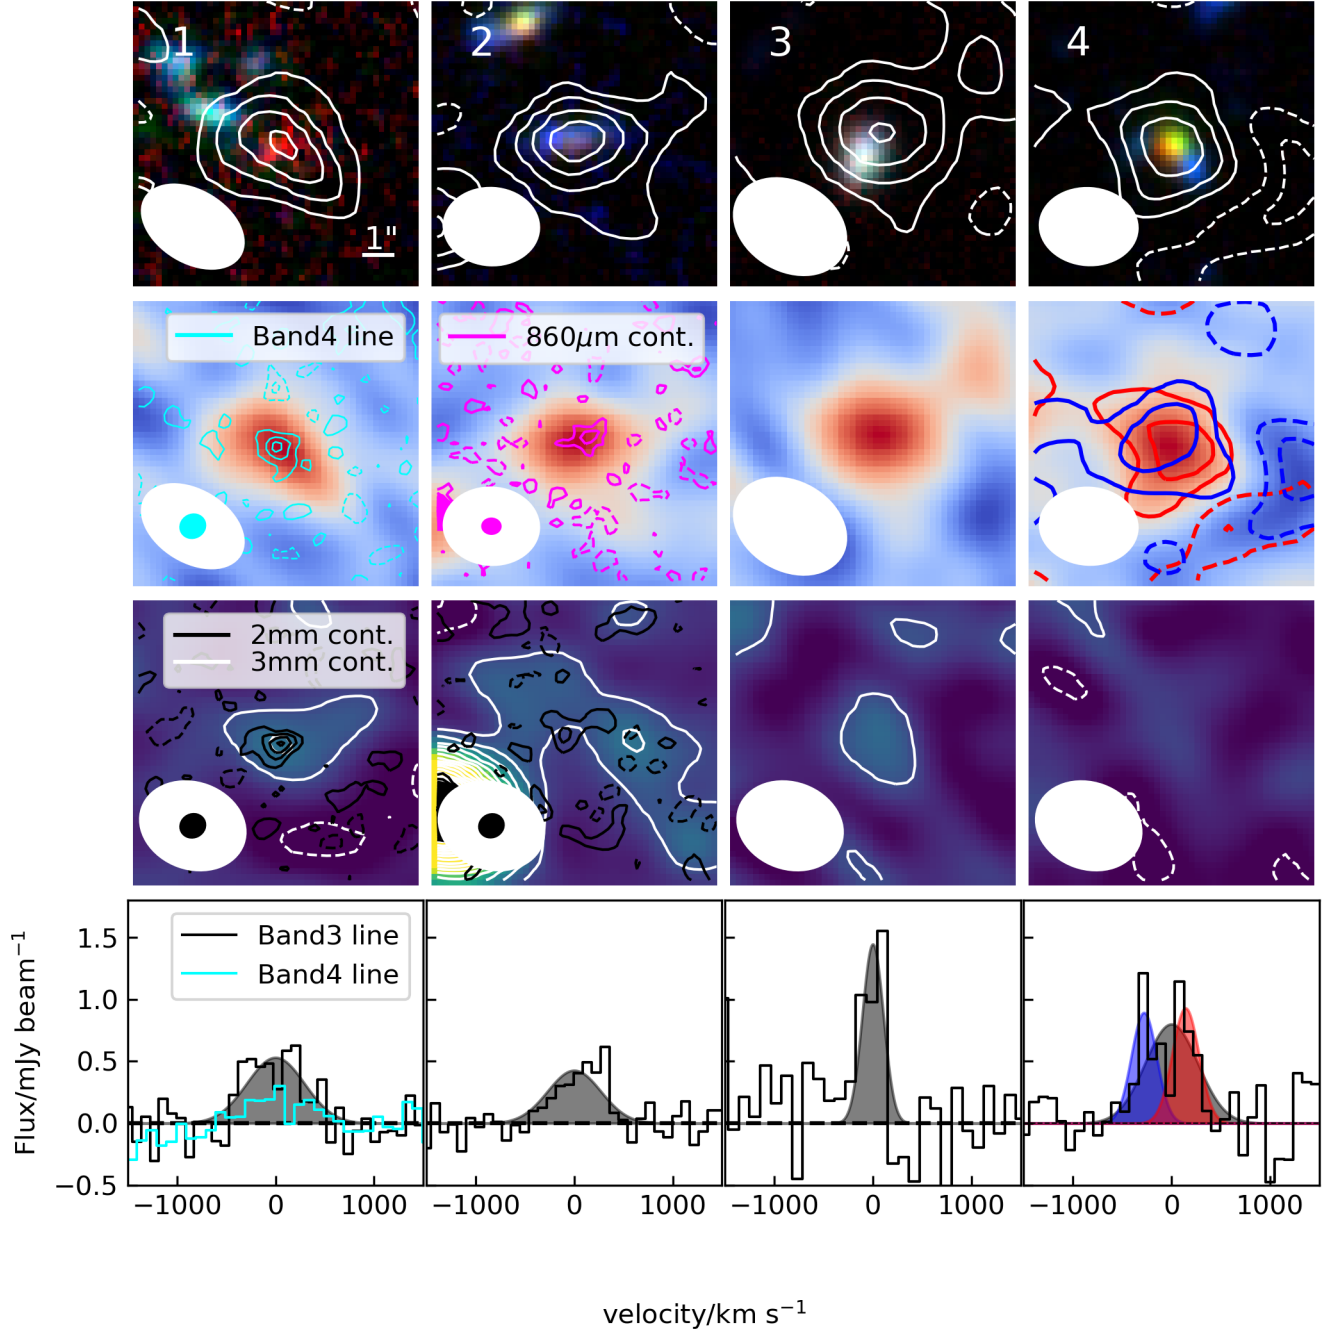 1
2
3
4
1"
Band4 line
860μm cont.
2mm cont.
3mm cont.
Band3 line
Band4 line
Flux/mJy beam⁻¹
1.5
1.0
0.5
0.0
−0.5
−1000 0 1000
−1000 0 1000
−1000 0 1000
−1000 0 1000
velocity/km s⁻¹